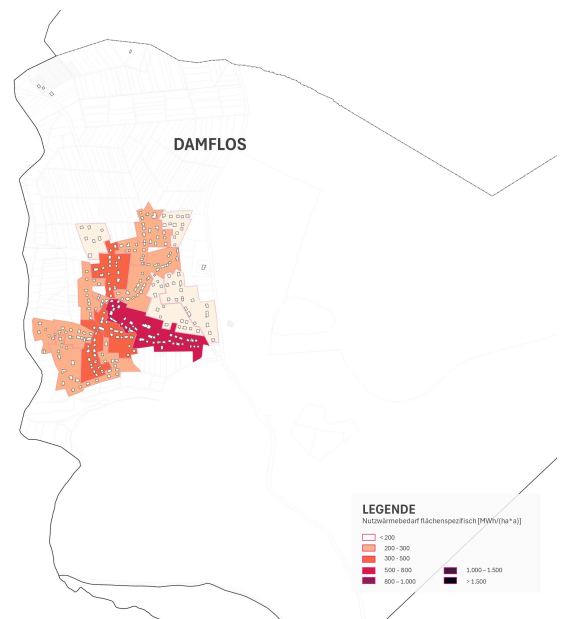 DAMFLOS
LEGENDE
Nutzwärmebedarf flächenspezifisch [MWh/(ha*a)]
< 200
200 - 300
300 - 500
500 - 800
800 - 1.000
1.000 - 1.500
> 1.500